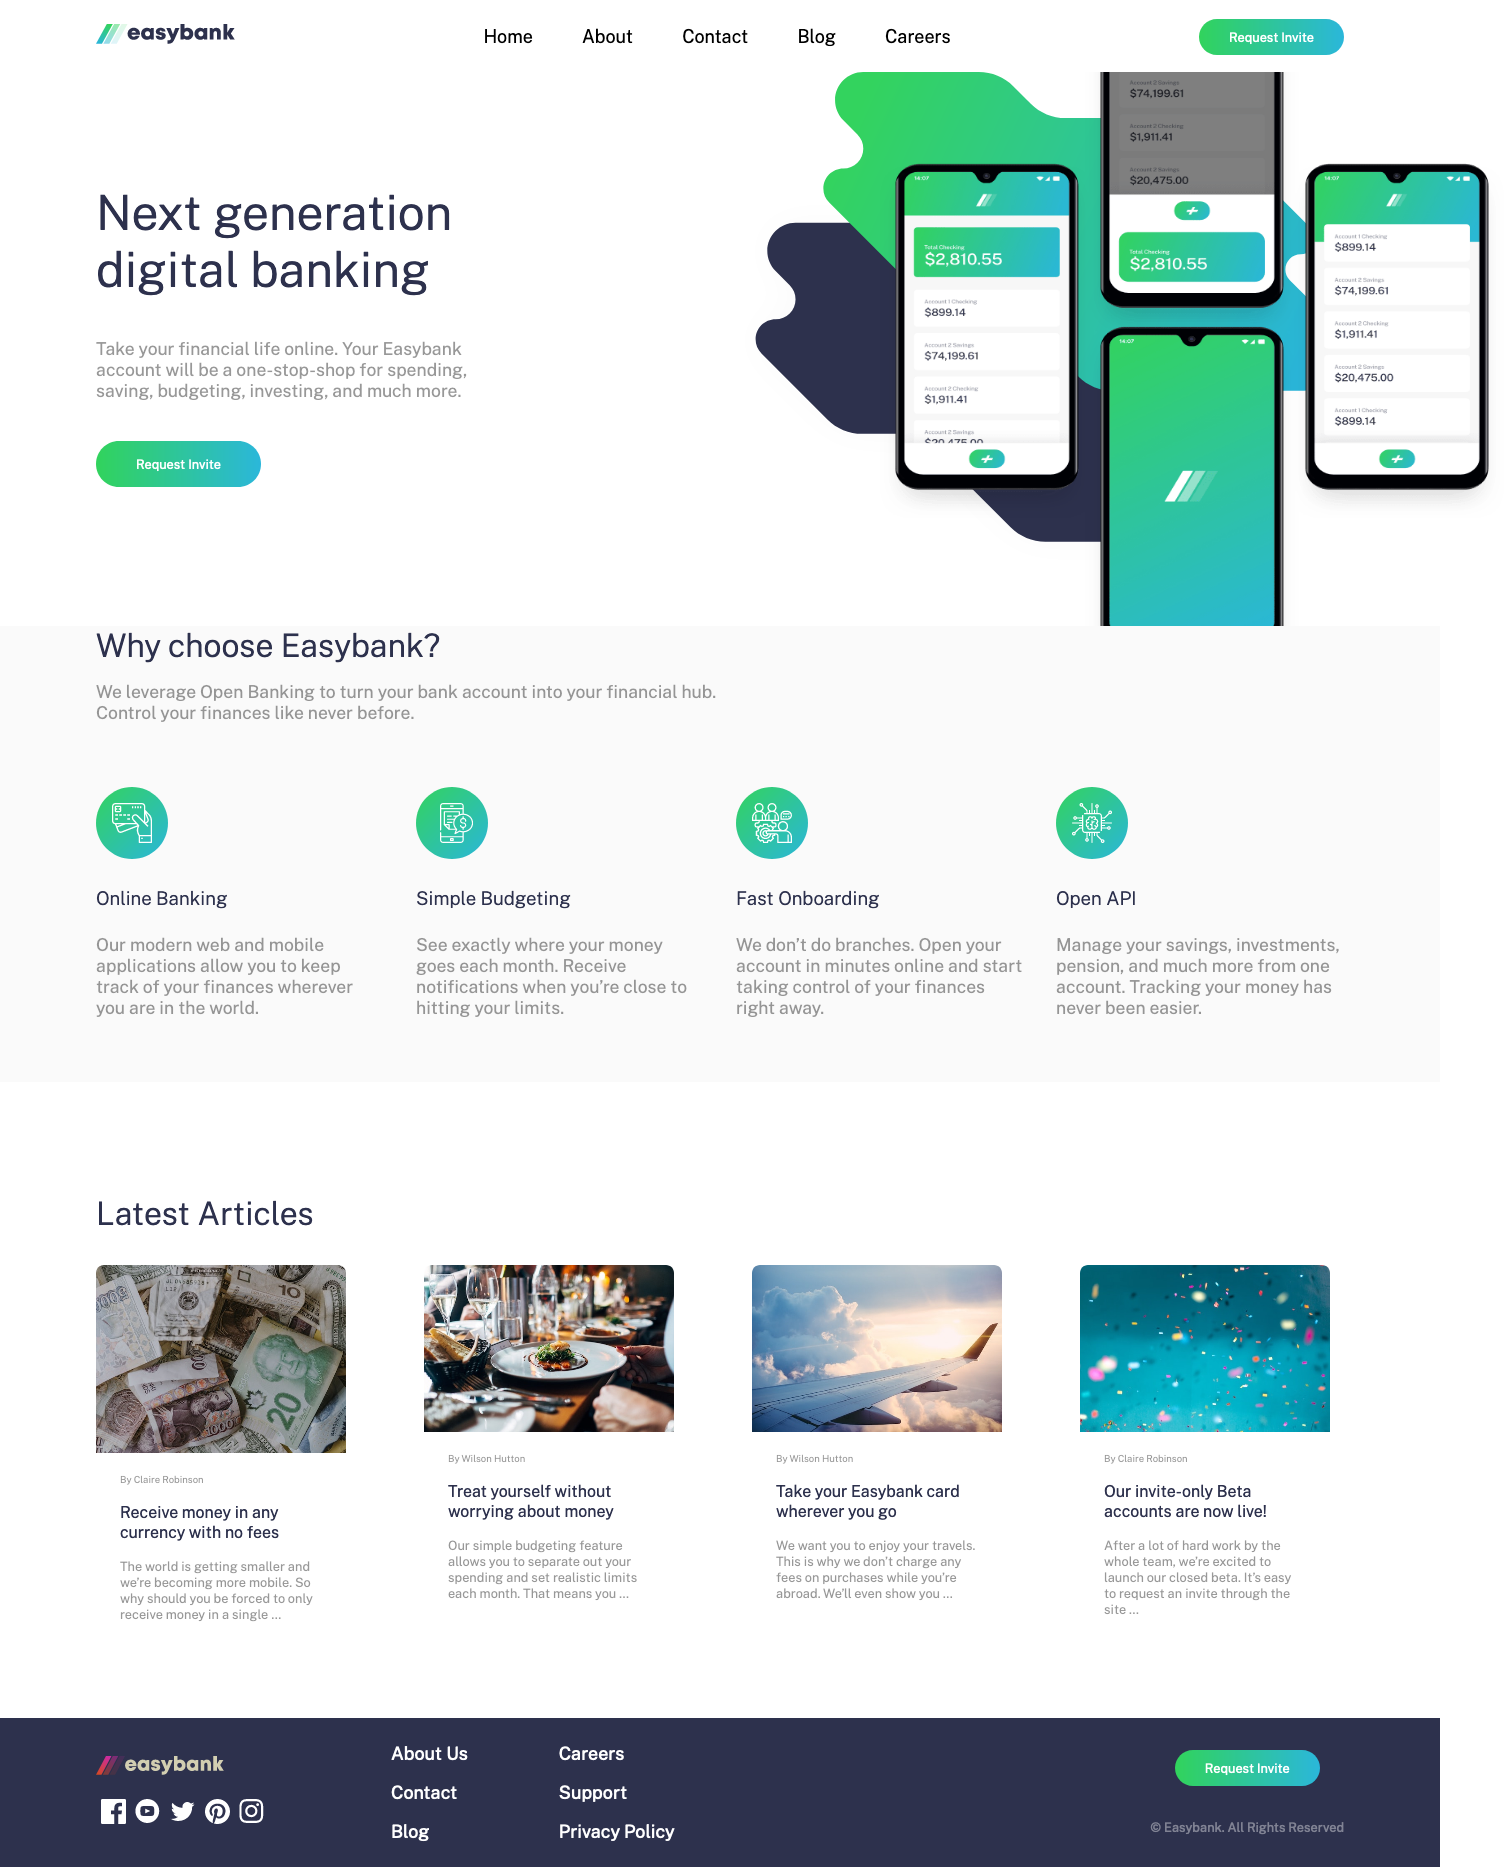 easybank
Home
About
Contact
Blog
Careers
Request Invite
Next generation
digital banking
Take your financial life online. Your Easybank
account will be a one-stop-shop for spending,
saving, budgeting, investing, and much more.
Request Invite
Account 2 Savings
$74,199.61
Account 2 Checking
$1,911.41
Account 2 Savings
$20,475.00
Total Checking
$2,810.55
14:07
Total Checking
$2,810.55
Account 1 Checking
$899.14
Account 2 Savings
$74,199.61
Account 2 Checking
$1,911.41
Account 2 Savings
$20,475.00
14:07
14:07
Account 1 Checking
$899.14
Account 2 Savings
$74,199.61
Account 2 Checking
$1,911.41
Account 2 Savings
$20,475.00
Account 1 Checking
$899.14
Why choose Easybank?
We leverage Open Banking to turn your bank account into your financial hub.
Control your finances like never before.
Online Banking
Our modern web and mobile
applications allow you to keep
track of your finances wherever
you are in the world.
Simple Budgeting
See exactly where your money
goes each month. Receive
notifications when you’re close to
hitting your limits.
Fast Onboarding
We don’t do branches. Open your
account in minutes online and start
taking control of your finances
right away.
Open API
Manage your savings, investments,
pension, and much more from one
account. Tracking your money has
never been easier.
Latest Articles
10
20
1000
By Claire Robinson
Receive money in any
currency with no fees
The world is getting smaller and
we’re becoming more mobile. So
why should you be forced to only
receive money in a single …
By Wilson Hutton
Treat yourself without
worrying about money
Our simple budgeting feature
allows you to separate out your
spending and set realistic limits
each month. That means you …
By Wilson Hutton
Take your Easybank card
wherever you go
We want you to enjoy your travels.
This is why we don’t charge any
fees on purchases while you’re
abroad. We’ll even show you …
By Claire Robinson
Our invite-only Beta
accounts are now live!
After a lot of hard work by the
whole team, we’re excited to
launch our closed beta. It’s easy
to request an invite through the
site …
easybank
About Us
Contact
Blog
Careers
Support
Privacy Policy
Request Invite
© Easybank. All Rights Reserved